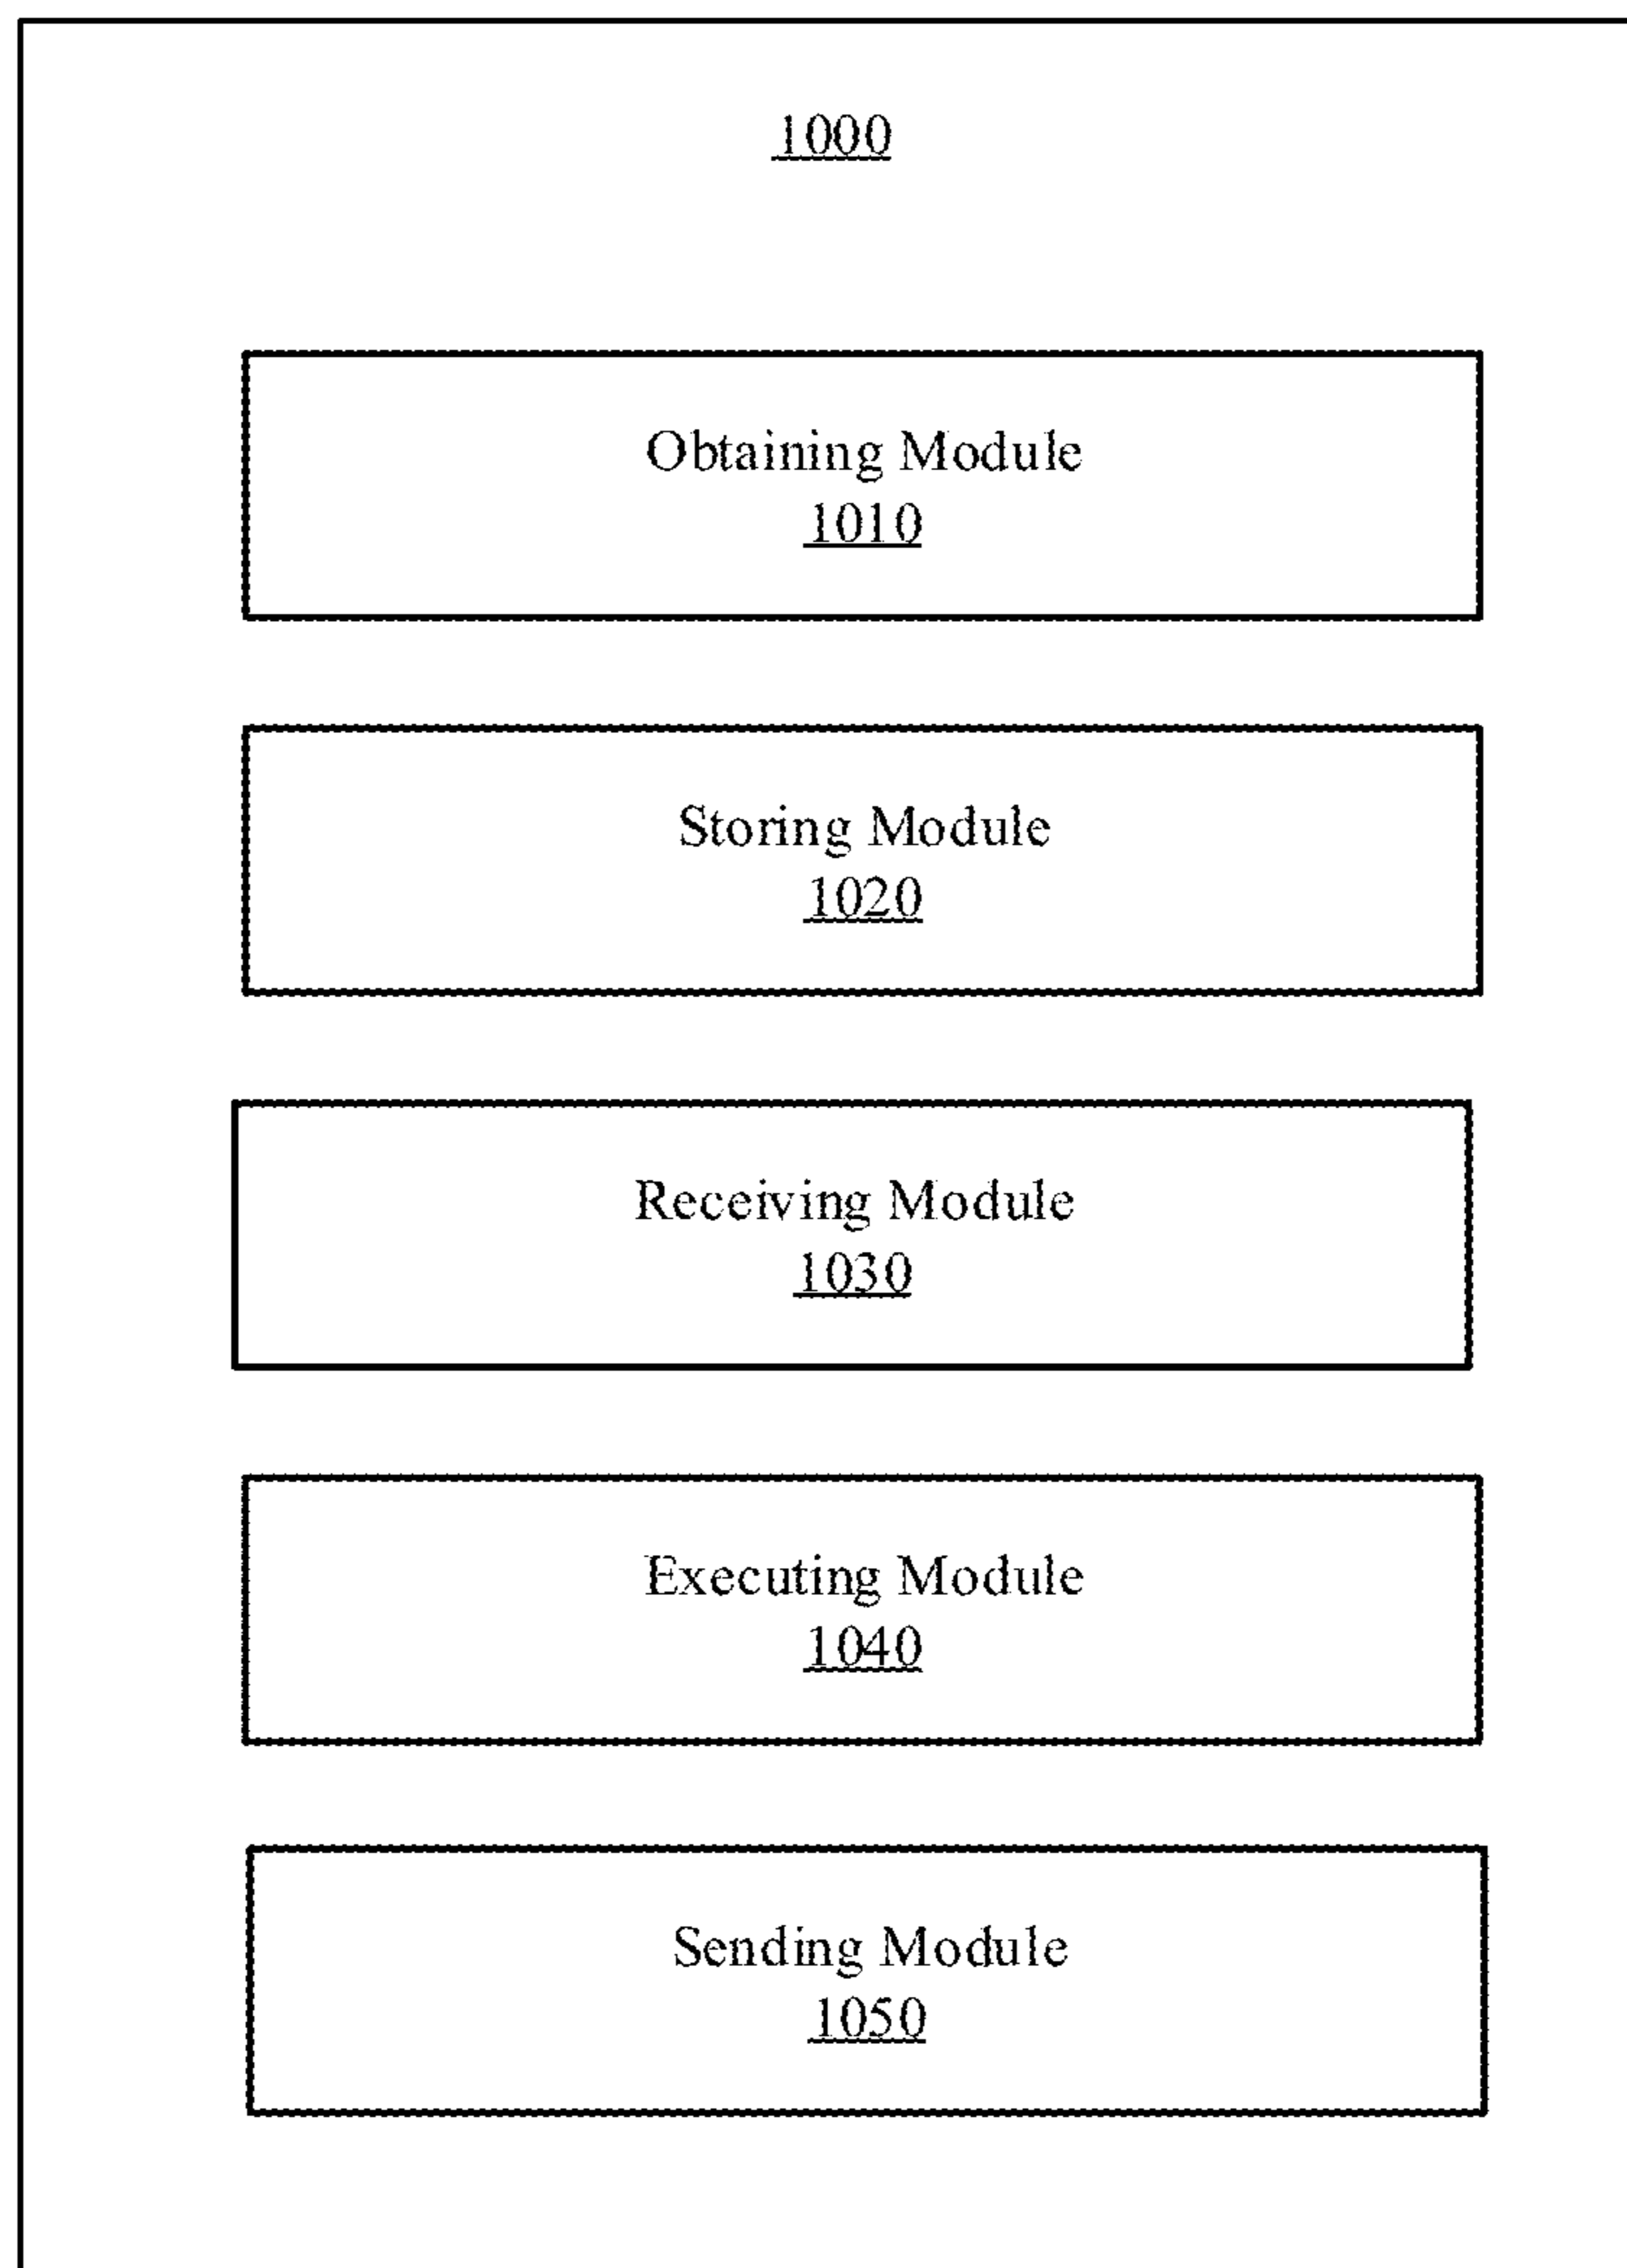 1000
Obtaining Module
1010
Storing Module
1020
Receiving Module
1030
Executing Module
1040
Sending Module
1050